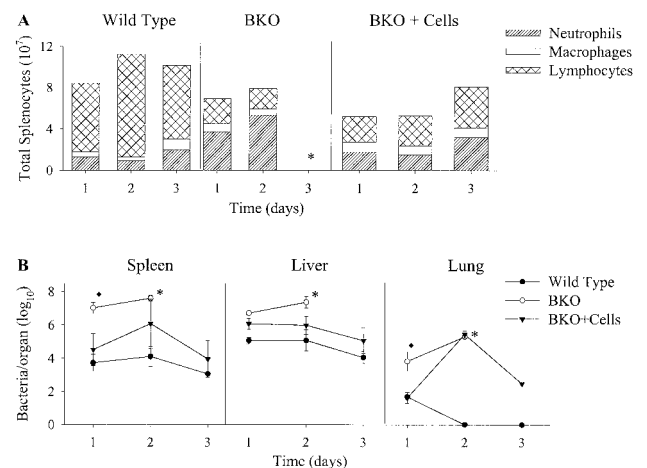 A Wild Type BKO BKO + Cells
Neutrophils
Macrophages
Lymphocytes
Total Splenocytes (10⁷)
12
8
4
0
*
1 2 3 1 2 3 1 2 3
Time (days)
B Spleen Liver Lung
Wild Type
BKO
BKO+Cells
Bacteria/organ (log₁₀)
8
6
4
2
0
* * *
1 2 3 1 2 3 1 2 3
Time (days)